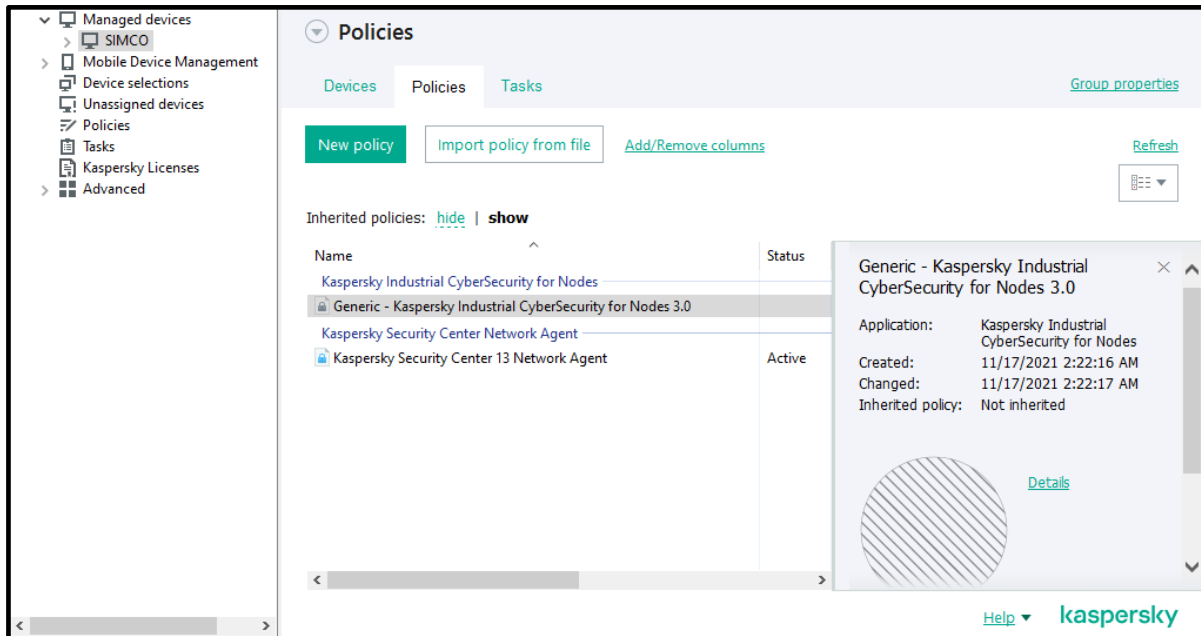 Managed devices
SIMCO
Mobile Device Management
Device selections
Unassigned devices
Policies
Tasks
Kaspersky Licenses
Advanced
Policies
Devices
Policies
Tasks
Group properties
New policy
Import policy from file
Add/Remove columns
Refresh
Inherited policies: hide | show
Name
Status
Kaspersky Industrial CyberSecurity for Nodes
Generic - Kaspersky Industrial CyberSecurity for Nodes 3.0
Kaspersky Security Center Network Agent
Kaspersky Security Center 13 Network Agent
Active
Generic - Kaspersky Industrial
CyberSecurity for Nodes 3.0
Application: Kaspersky Industrial
CyberSecurity for Nodes
Created: 11/17/2021 2:22:16 AM
Changed: 11/17/2021 2:22:17 AM
Inherited policy: Not inherited
Details
Help
kaspersky